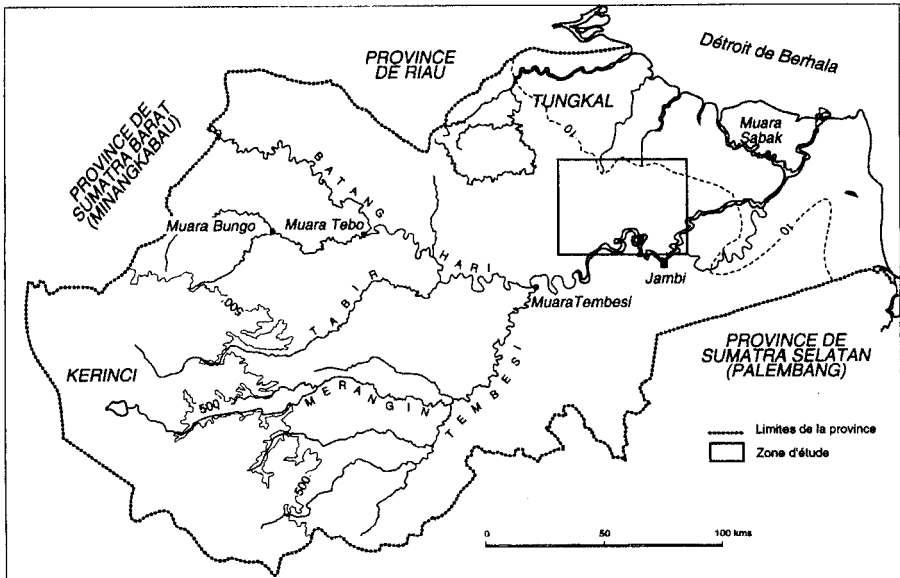 Détroit de Berhala
PROVINCE
DE RIAU
TUNGKAL
10
Muara
Sabak
PROVINCE DE
SUMATRA BARAT
(MINANGKABAU)
BATANG
HARI
Muara Bungo
Muara Tebo
10
Jambi
TABIR
500
Muara Tembesi
KERINCI
500
MERANGIN
TEMBESI
500
PROVINCE DE
SUMATRA SELATAN
(PALEMBANG)
Limites de la province
Zone d'étude
0 50 100 kms